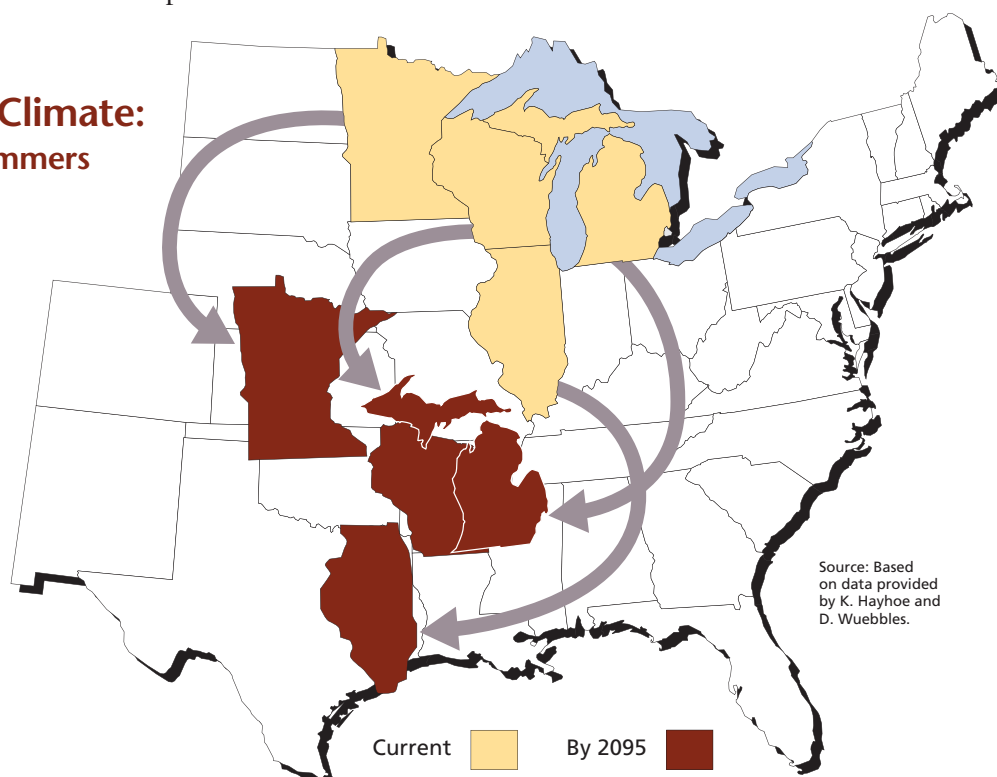 Climate:
mmers
Source: Based
on data provided
by K. Hayhoe and
D. Wuebbles.
Current
By 2095